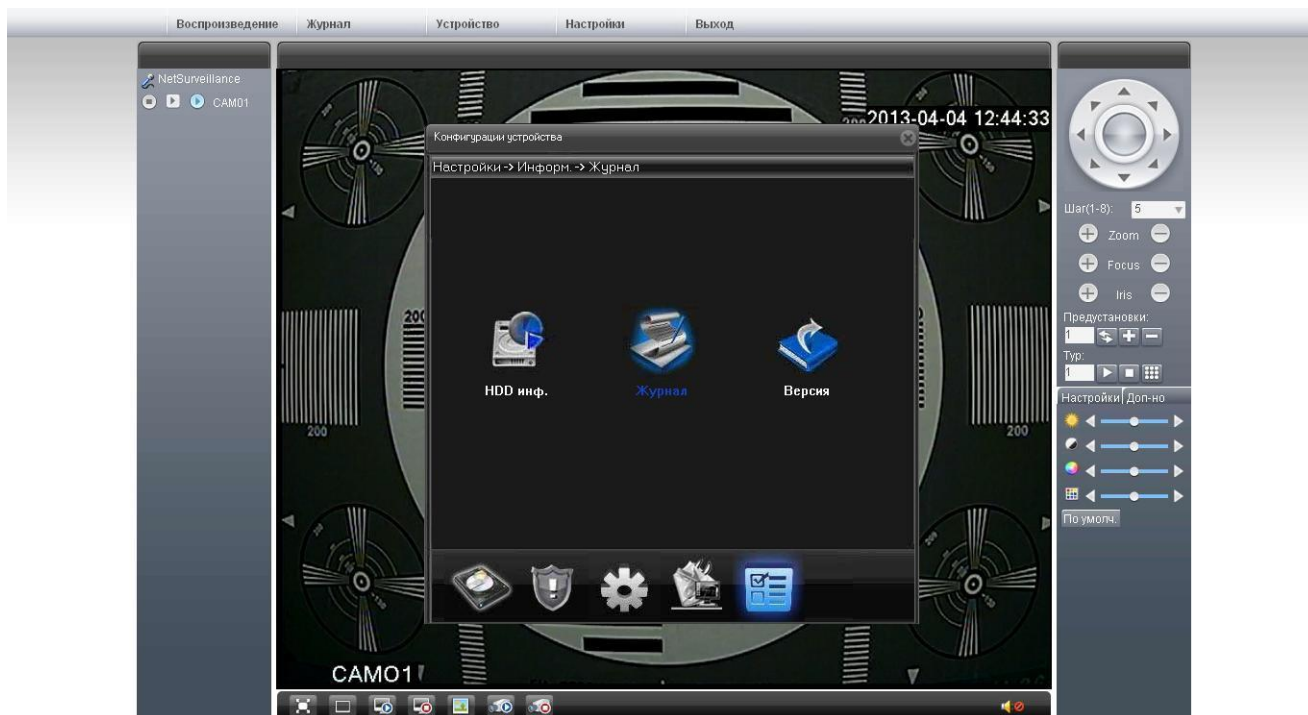 Воспроизведение Журнал Устройство Настройки Выход
NetSurveillance
CAM01
2013-04-04 12:44:33
Конфигурации устройства
Настройки -> Информ. -> Журнал
HDD инф. Журнал Версия
200
200
200
CAM01
Шаг(1-8): 5
Zoom
Focus
Iris
Предустановки:
1
Тур:
1
Настройки Доп-но
По умолч.